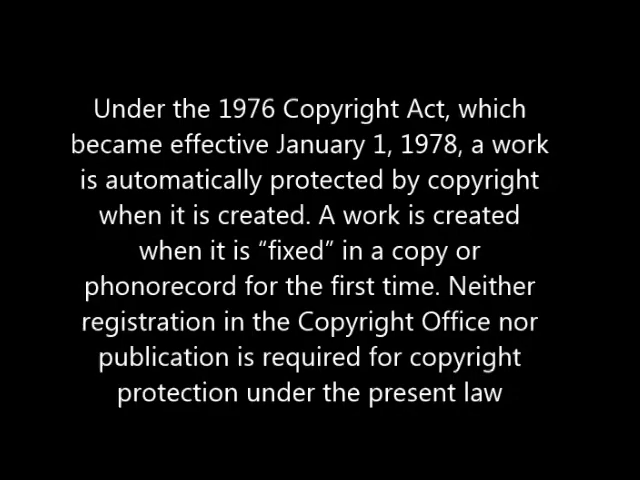 Under the 1976 Copyright Act, which
became effective January 1, 1978, a work
is automatically protected by copyright
when it is created. A work is created
when it is “fixed” in a copy or
phonorecord for the first time. Neither
registration in the Copyright Office nor
publication is required for copyright
protection under the present law